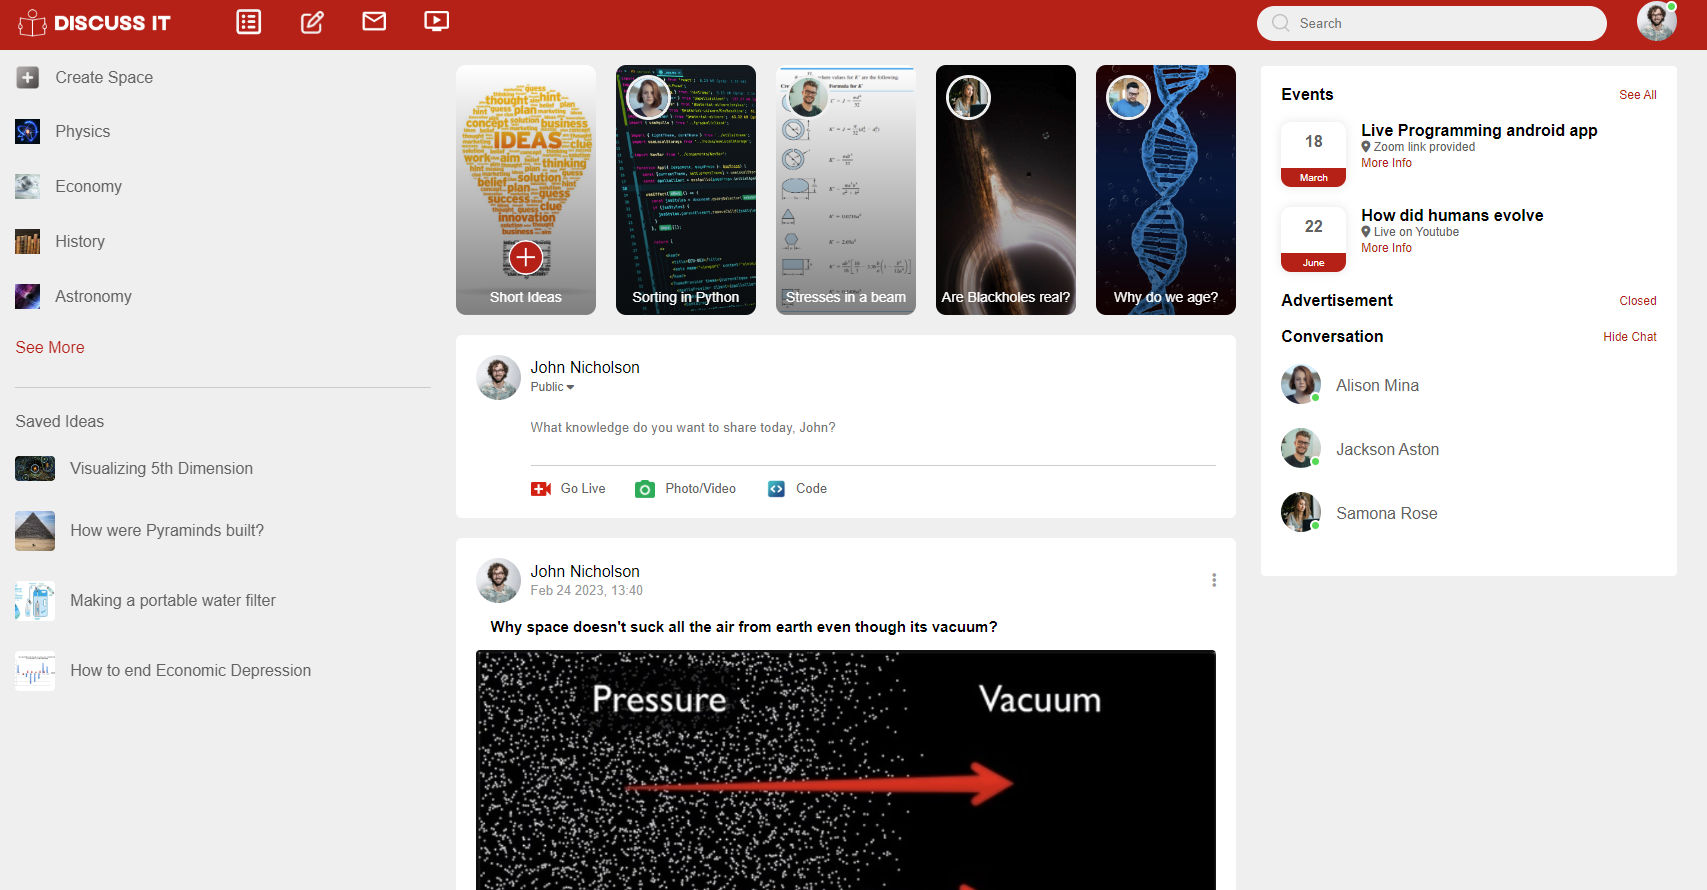 DISCUSS IT
Search
Create Space
Physics
Economy
History
Astronomy
See More
Saved Ideas
Visualizing 5th Dimension
How were Pyraminds built?
Making a portable water filter
How to end Economic Depression
IDEAS
Short Ideas
Sorting in Python
Stresses in a beam
Are Blackholes real?
Why do we age?
John Nicholson
Public
What knowledge do you want to share today, John?
Go Live
Photo/Video
Code
John Nicholson
Feb 24 2023, 13:40
Why space doesn't suck all the air from earth even though its vacuum?
Pressure
Vacuum
Events
See All
18
March
Live Programming android app
Zoom link provided
More Info
22
June
How did humans evolve
Live on Youtube
More Info
Advertisement
Closed
Conversation
Hide Chat
Alison Mina
Jackson Aston
Samona Rose